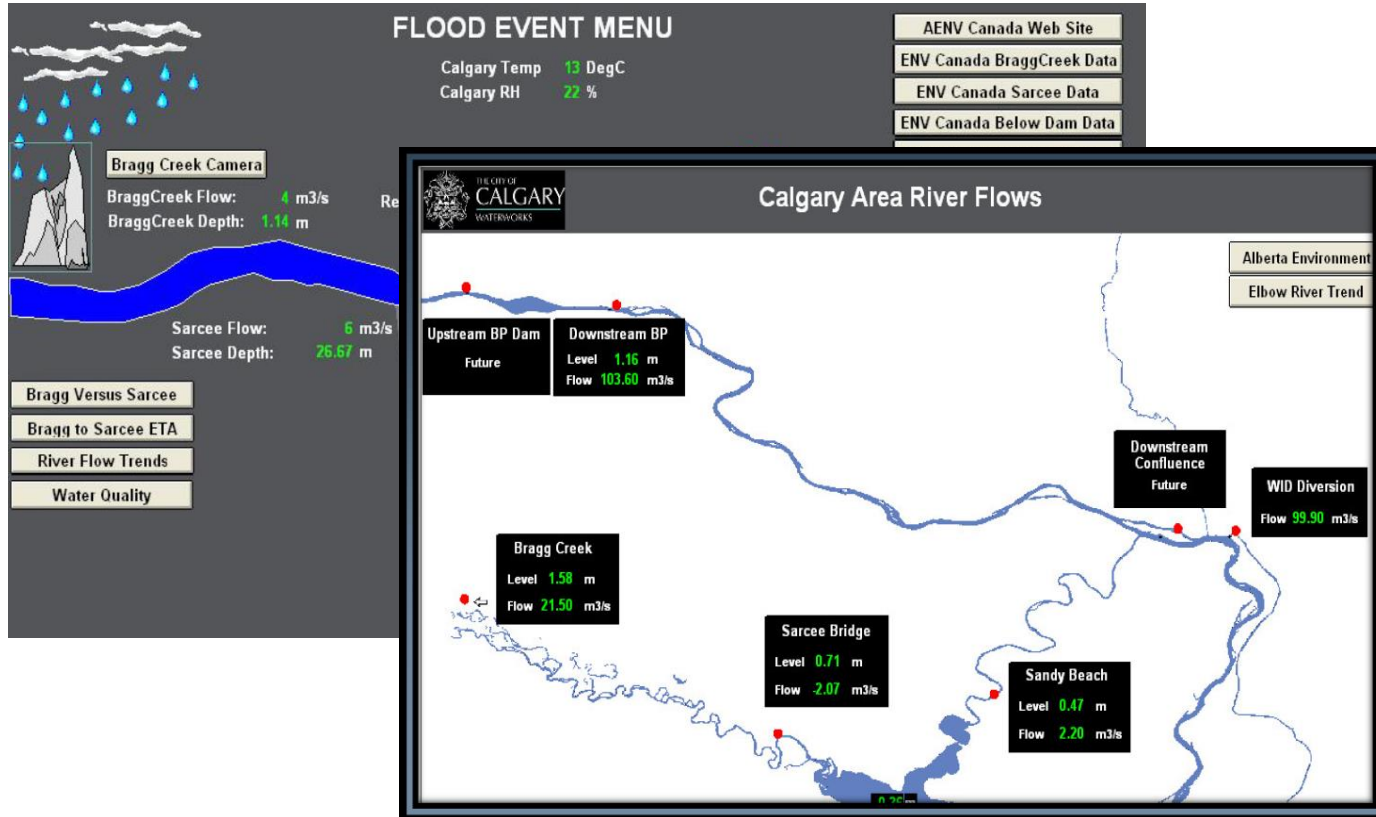 FLOOD EVENT MENU
Calgary Temp 13 DegC
Calgary RH 22 %
AENV Canada Web Site
ENV Canada BraggCreek Data
ENV Canada Sarcee Data
ENV Canada Below Dam Data
Bragg Creek Camera
BraggCreek Flow: 4 m3/s
Re
BraggCreek Depth: 1.14 m
Sarcee Flow: 6 m3/s
Sarcee Depth: 26.67 m
Bragg Versus Sarcee
Bragg to Sarcee ETA
River Flow Trends
Water Quality
THE CITY OF
CALGARY
WATERWORKS
Calgary Area River Flows
Alberta Environment
Elbow River Trend
Upstream BP Dam
Future
Downstream BP
Level 1.16 m
Flow 103.60 m3/s
Downstream
Confluence
Future
WID Diversion
Flow 99.90 m3/s
Bragg Creek
Level 1.58 m
Flow 21.50 m3/s
Sarcee Bridge
Level 0.71 m
Flow -2.07 m3/s
Sandy Beach
Level 0.47 m
Flow 2.20 m3/s